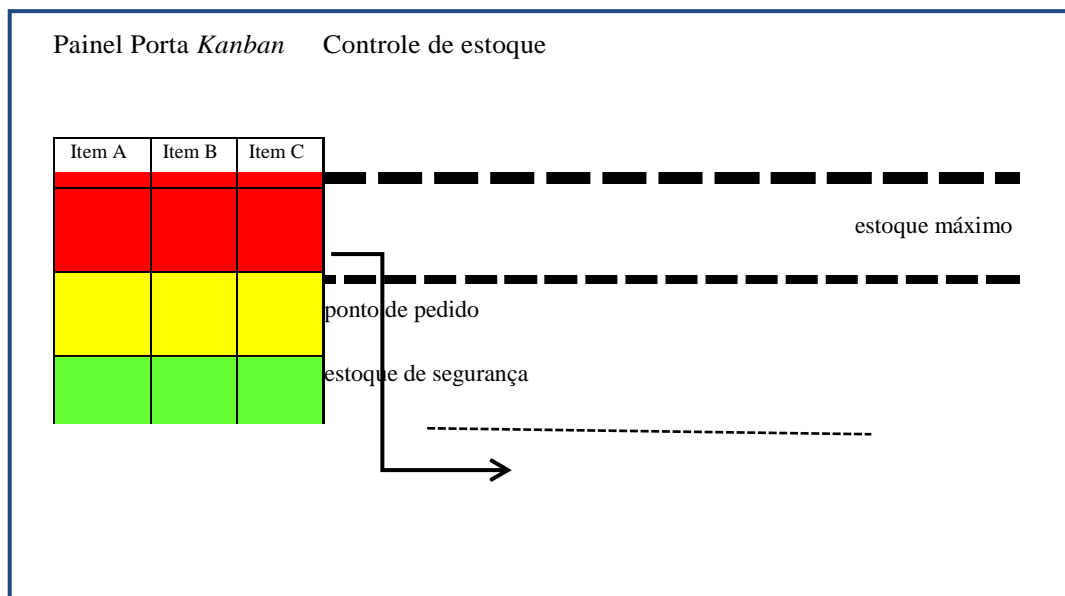 Painel Porta Kanban Controle de estoque
Item A Item B Item C
estoque máximo
ponto de pedido
estoque de segurança